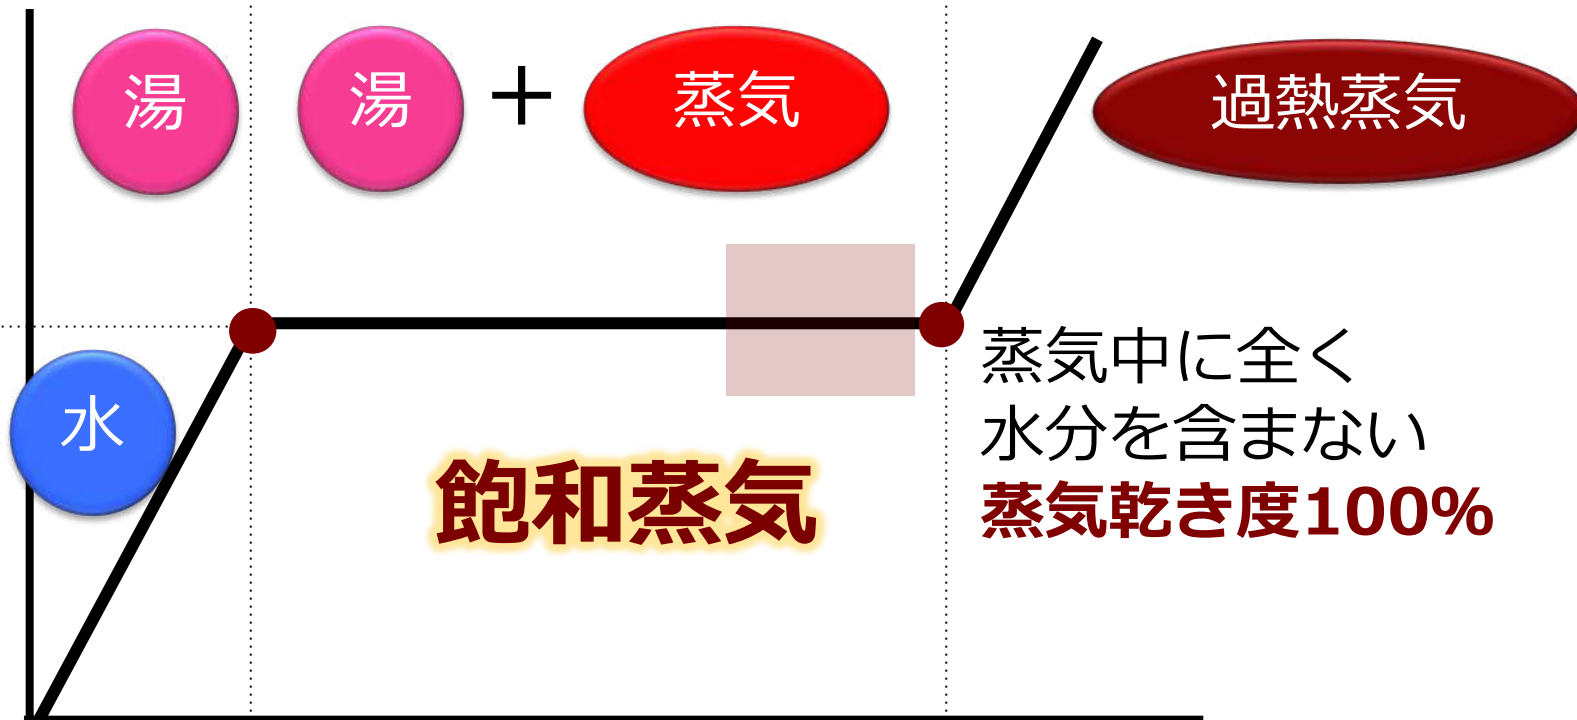 湯
湯
+
蒸気
過熱蒸気
水
飽和蒸気
蒸気中に全く
水分を含まない
蒸気乾き度100%